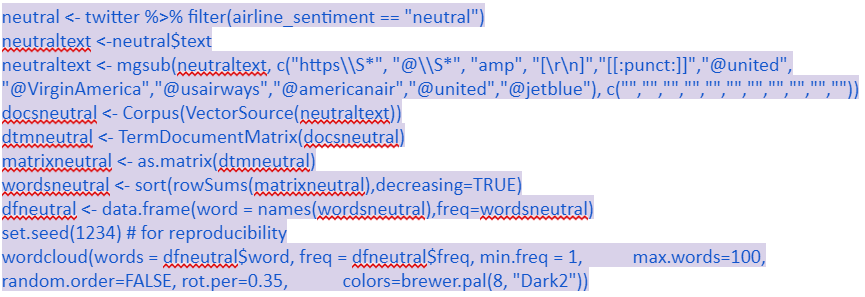 neutral <- twitter %>% filter(airline_sentiment == "neutral")
neutraltext <-neutral$text
neutraltext <- mgsub(neutraltext, c("https\\S*", "@\\S*", "amp", "[\r\n]","[[:punct:]]","@united",
"@VirginAmerica","@usairways","@americanair","@united","@jetblue"), c("","","","","","","","","","",""))
docsneutral <- Corpus(VectorSource(neutraltext))
dtmneutral <- TermDocumentMatrix(docsneutral)
matrixneutral <- as.matrix(dtmneutral)
wordsneutral <- sort(rowSums(matrixneutral),decreasing=TRUE)
dfneutral <- data.frame(word = names(wordsneutral),freq=wordsneutral)
set.seed(1234) # for reproducibility
wordcloud(words = dfneutral$word, freq = dfneutral$freq, min.freq = 1, max.words=100,
random.order=FALSE, rot.per=0.35, colors=brewer.pal(8, "Dark2"))